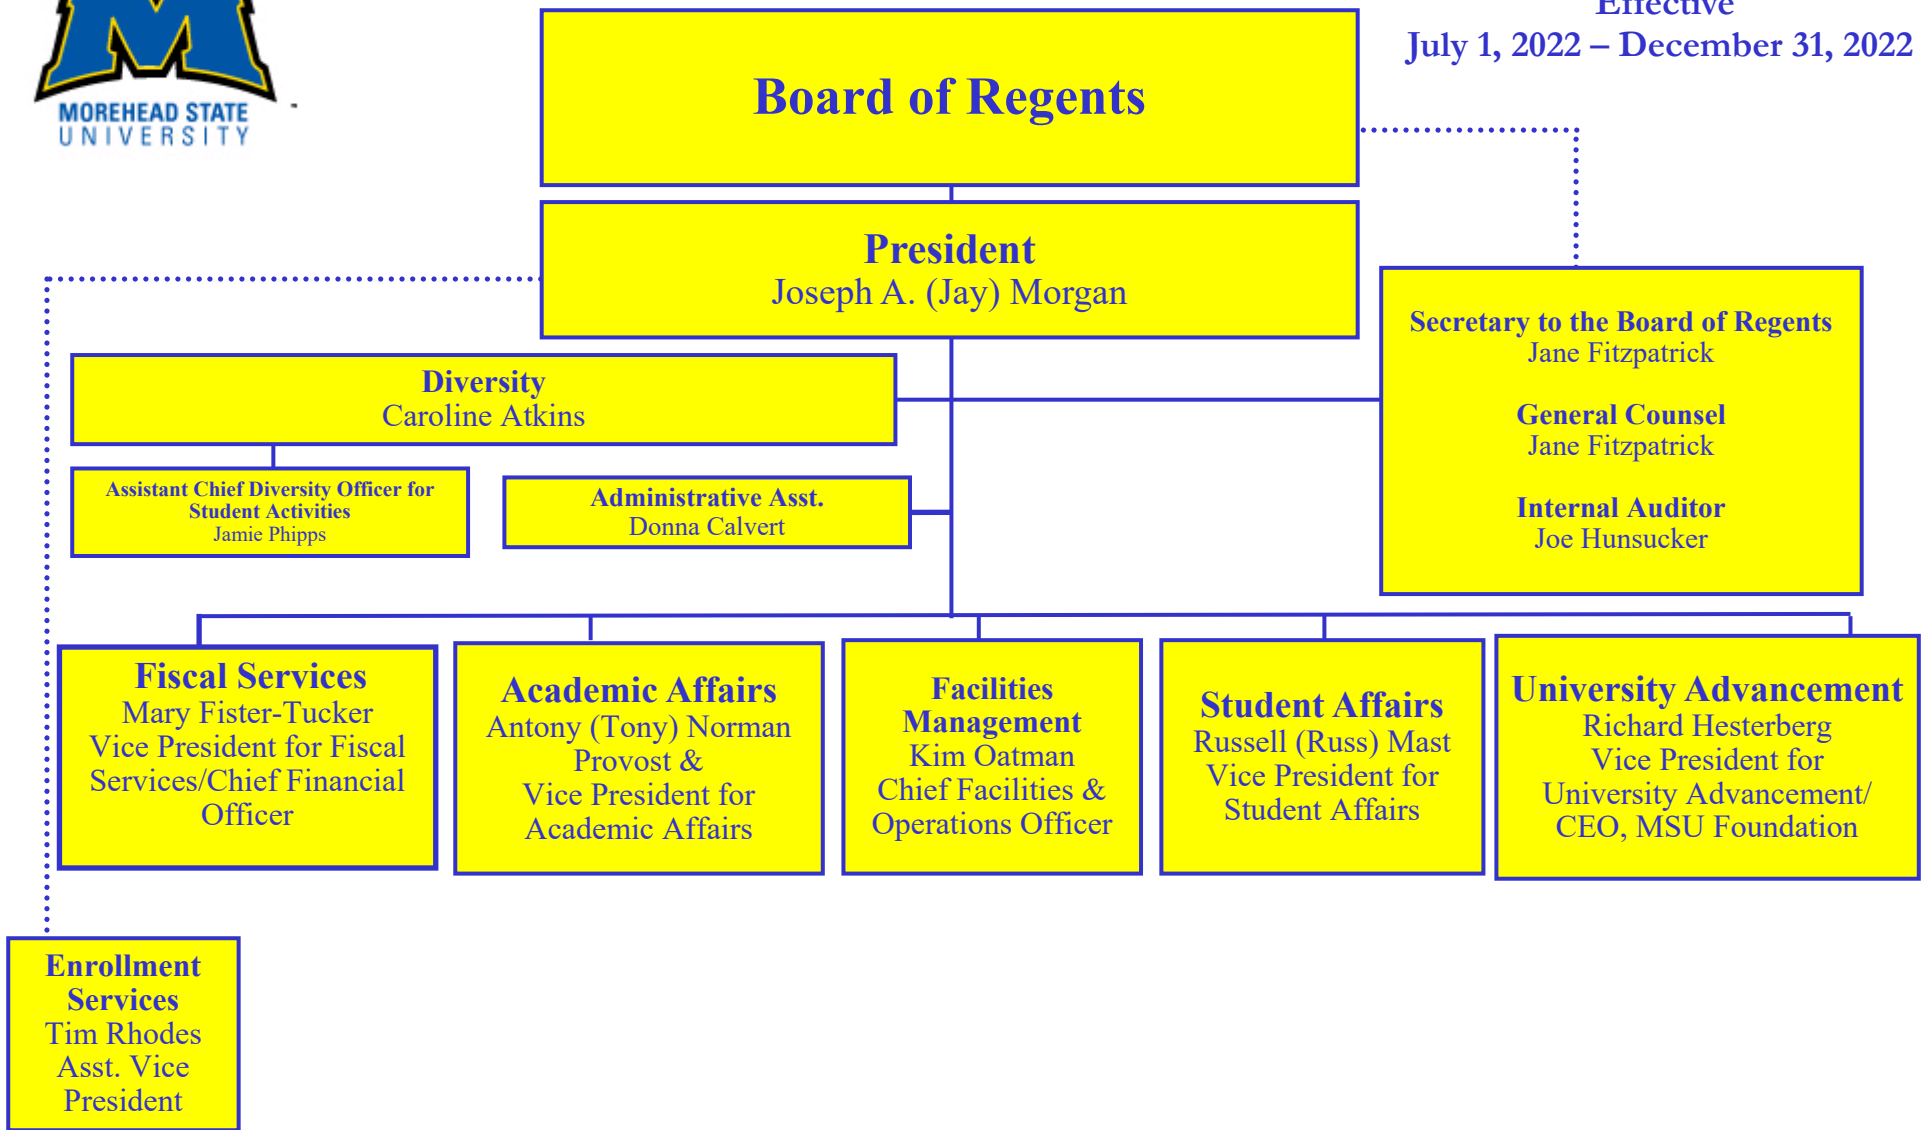 MOREHEAD STATE
UNIVERSITY
Effective
July 1, 2022 – December 31, 2022
Board of Regents
President
Joseph A. (Jay) Morgan
Secretary to the Board of Regents
Jane Fitzpatrick
General Counsel
Jane Fitzpatrick
Internal Auditor
Joe Hunsucker
Diversity
Caroline Atkins
Assistant Chief Diversity Officer for
Student Activities
Jamie Phipps
Administrative Asst.
Donna Calvert
Fiscal Services
Mary Fister-Tucker
Vice President for Fiscal
Services/Chief Financial
Officer
Academic Affairs
Antony (Tony) Norman
Provost &
Vice President for
Academic Affairs
Facilities
Management
Kim Oatman
Chief Facilities &
Operations Officer
Student Affairs
Russell (Russ) Mast
Vice President for
Student Affairs
University Advancement
Richard Hesterberg
Vice President for
University Advancement/
CEO, MSU Foundation
Enrollment
Services
Tim Rhodes
Asst. Vice
President